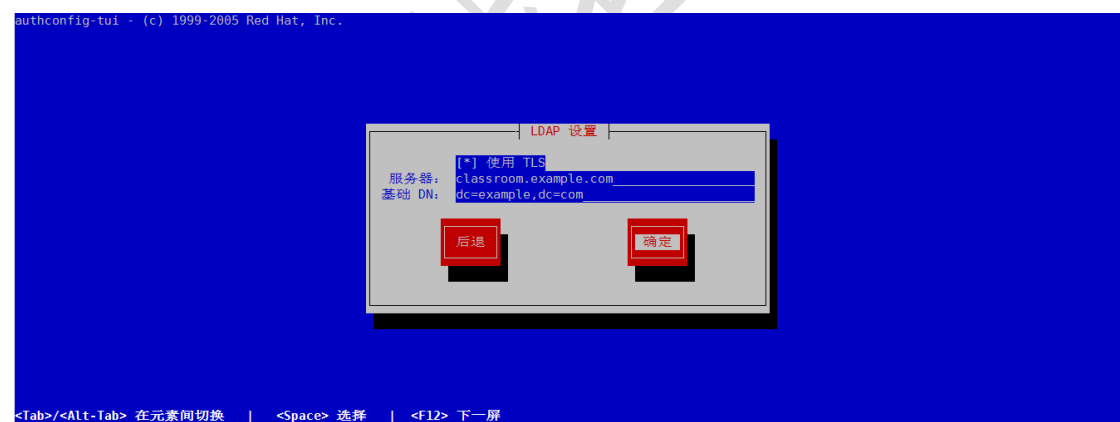 authconfig-tui - (c) 1999-2005 Red Hat, Inc.
LDAP 设置
[*] 使用 TLS
服务器: classroom.example.com
基础 DN: dc=example,dc=com
后退 确定
<Tab>/<Alt-Tab> 在元素间切换 | <Space> 选择 | <F12> 下一屏